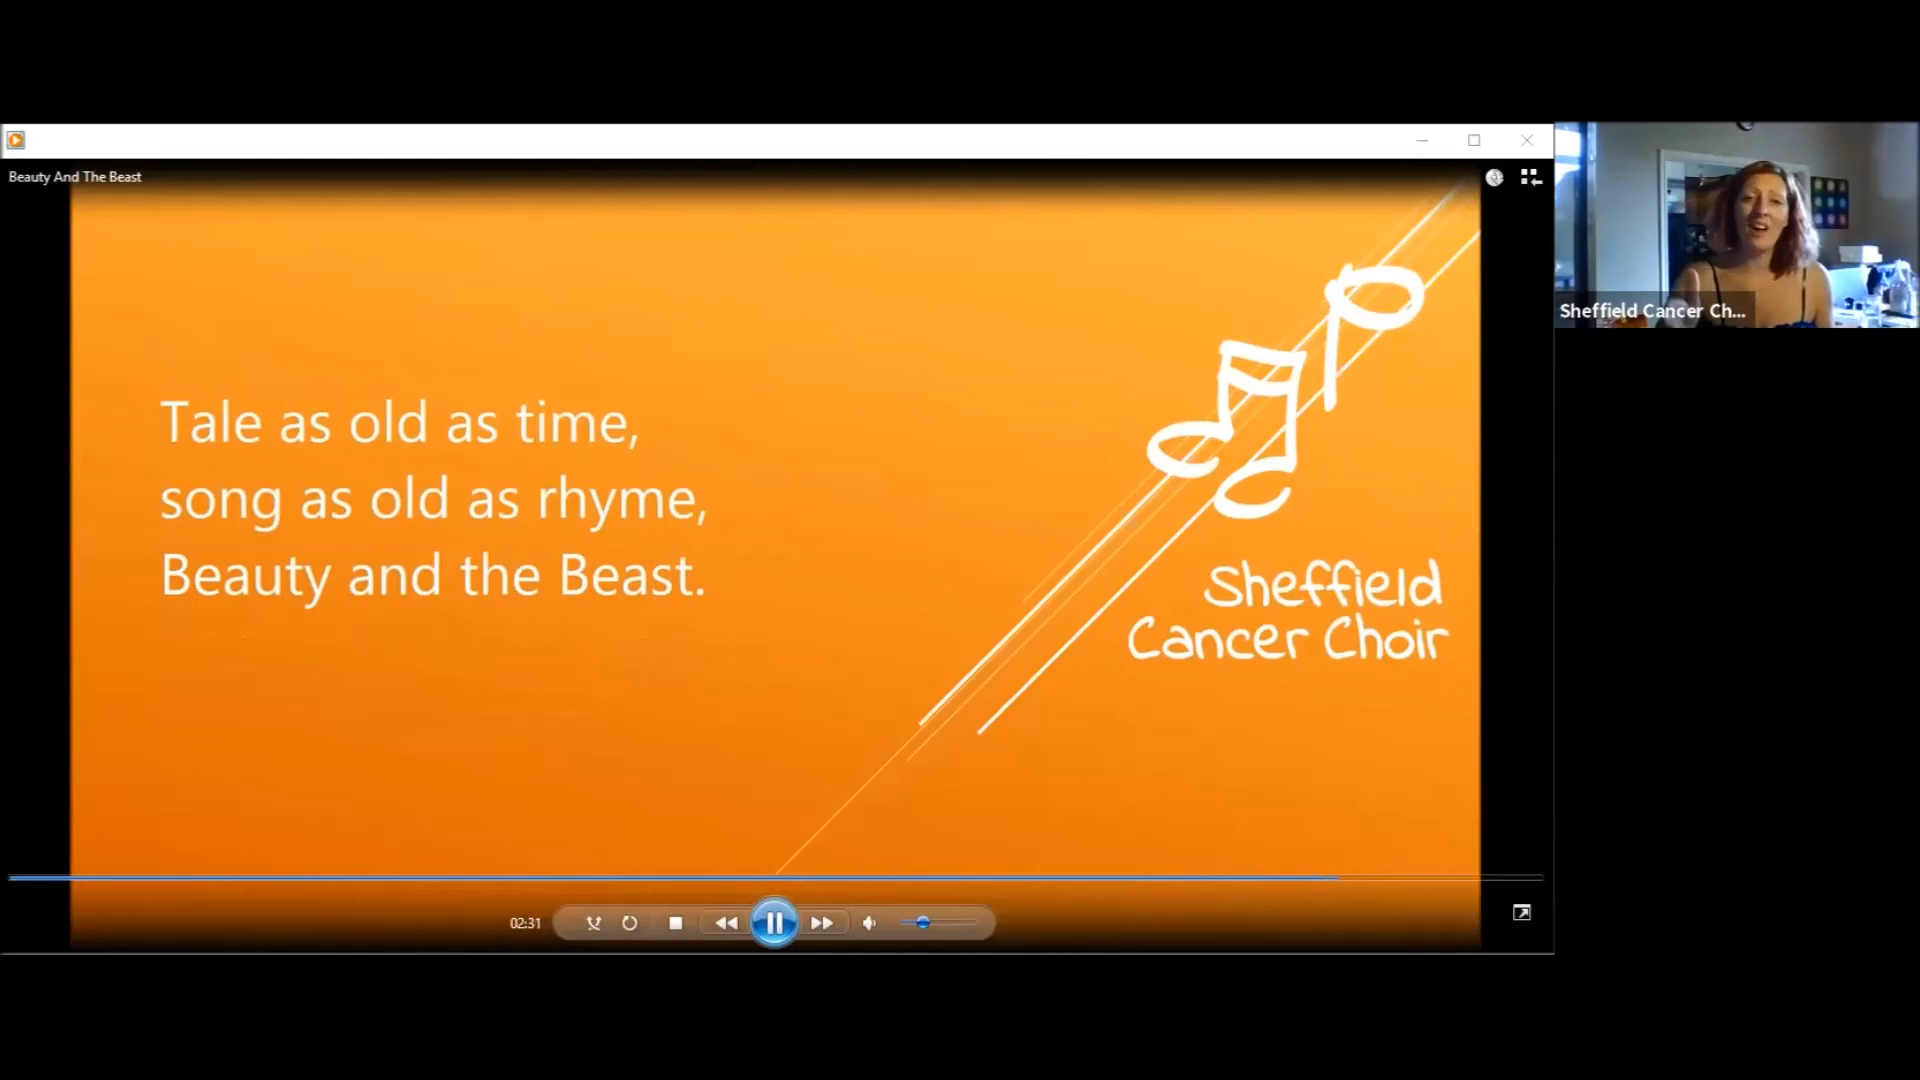 Beauty And The Beast
Tale as old as time,
song as old as rhyme,
Beauty and the Beast.
Sheffield
Cancer Choir
02:31
Sheffield Cancer Ch...